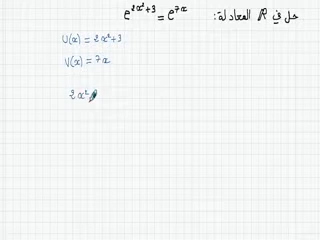 حل في ℝ المعادلة: e^{2x²+3} = e^{7x}
U(x) = 2x²+3
V(x) = 7x
2x²